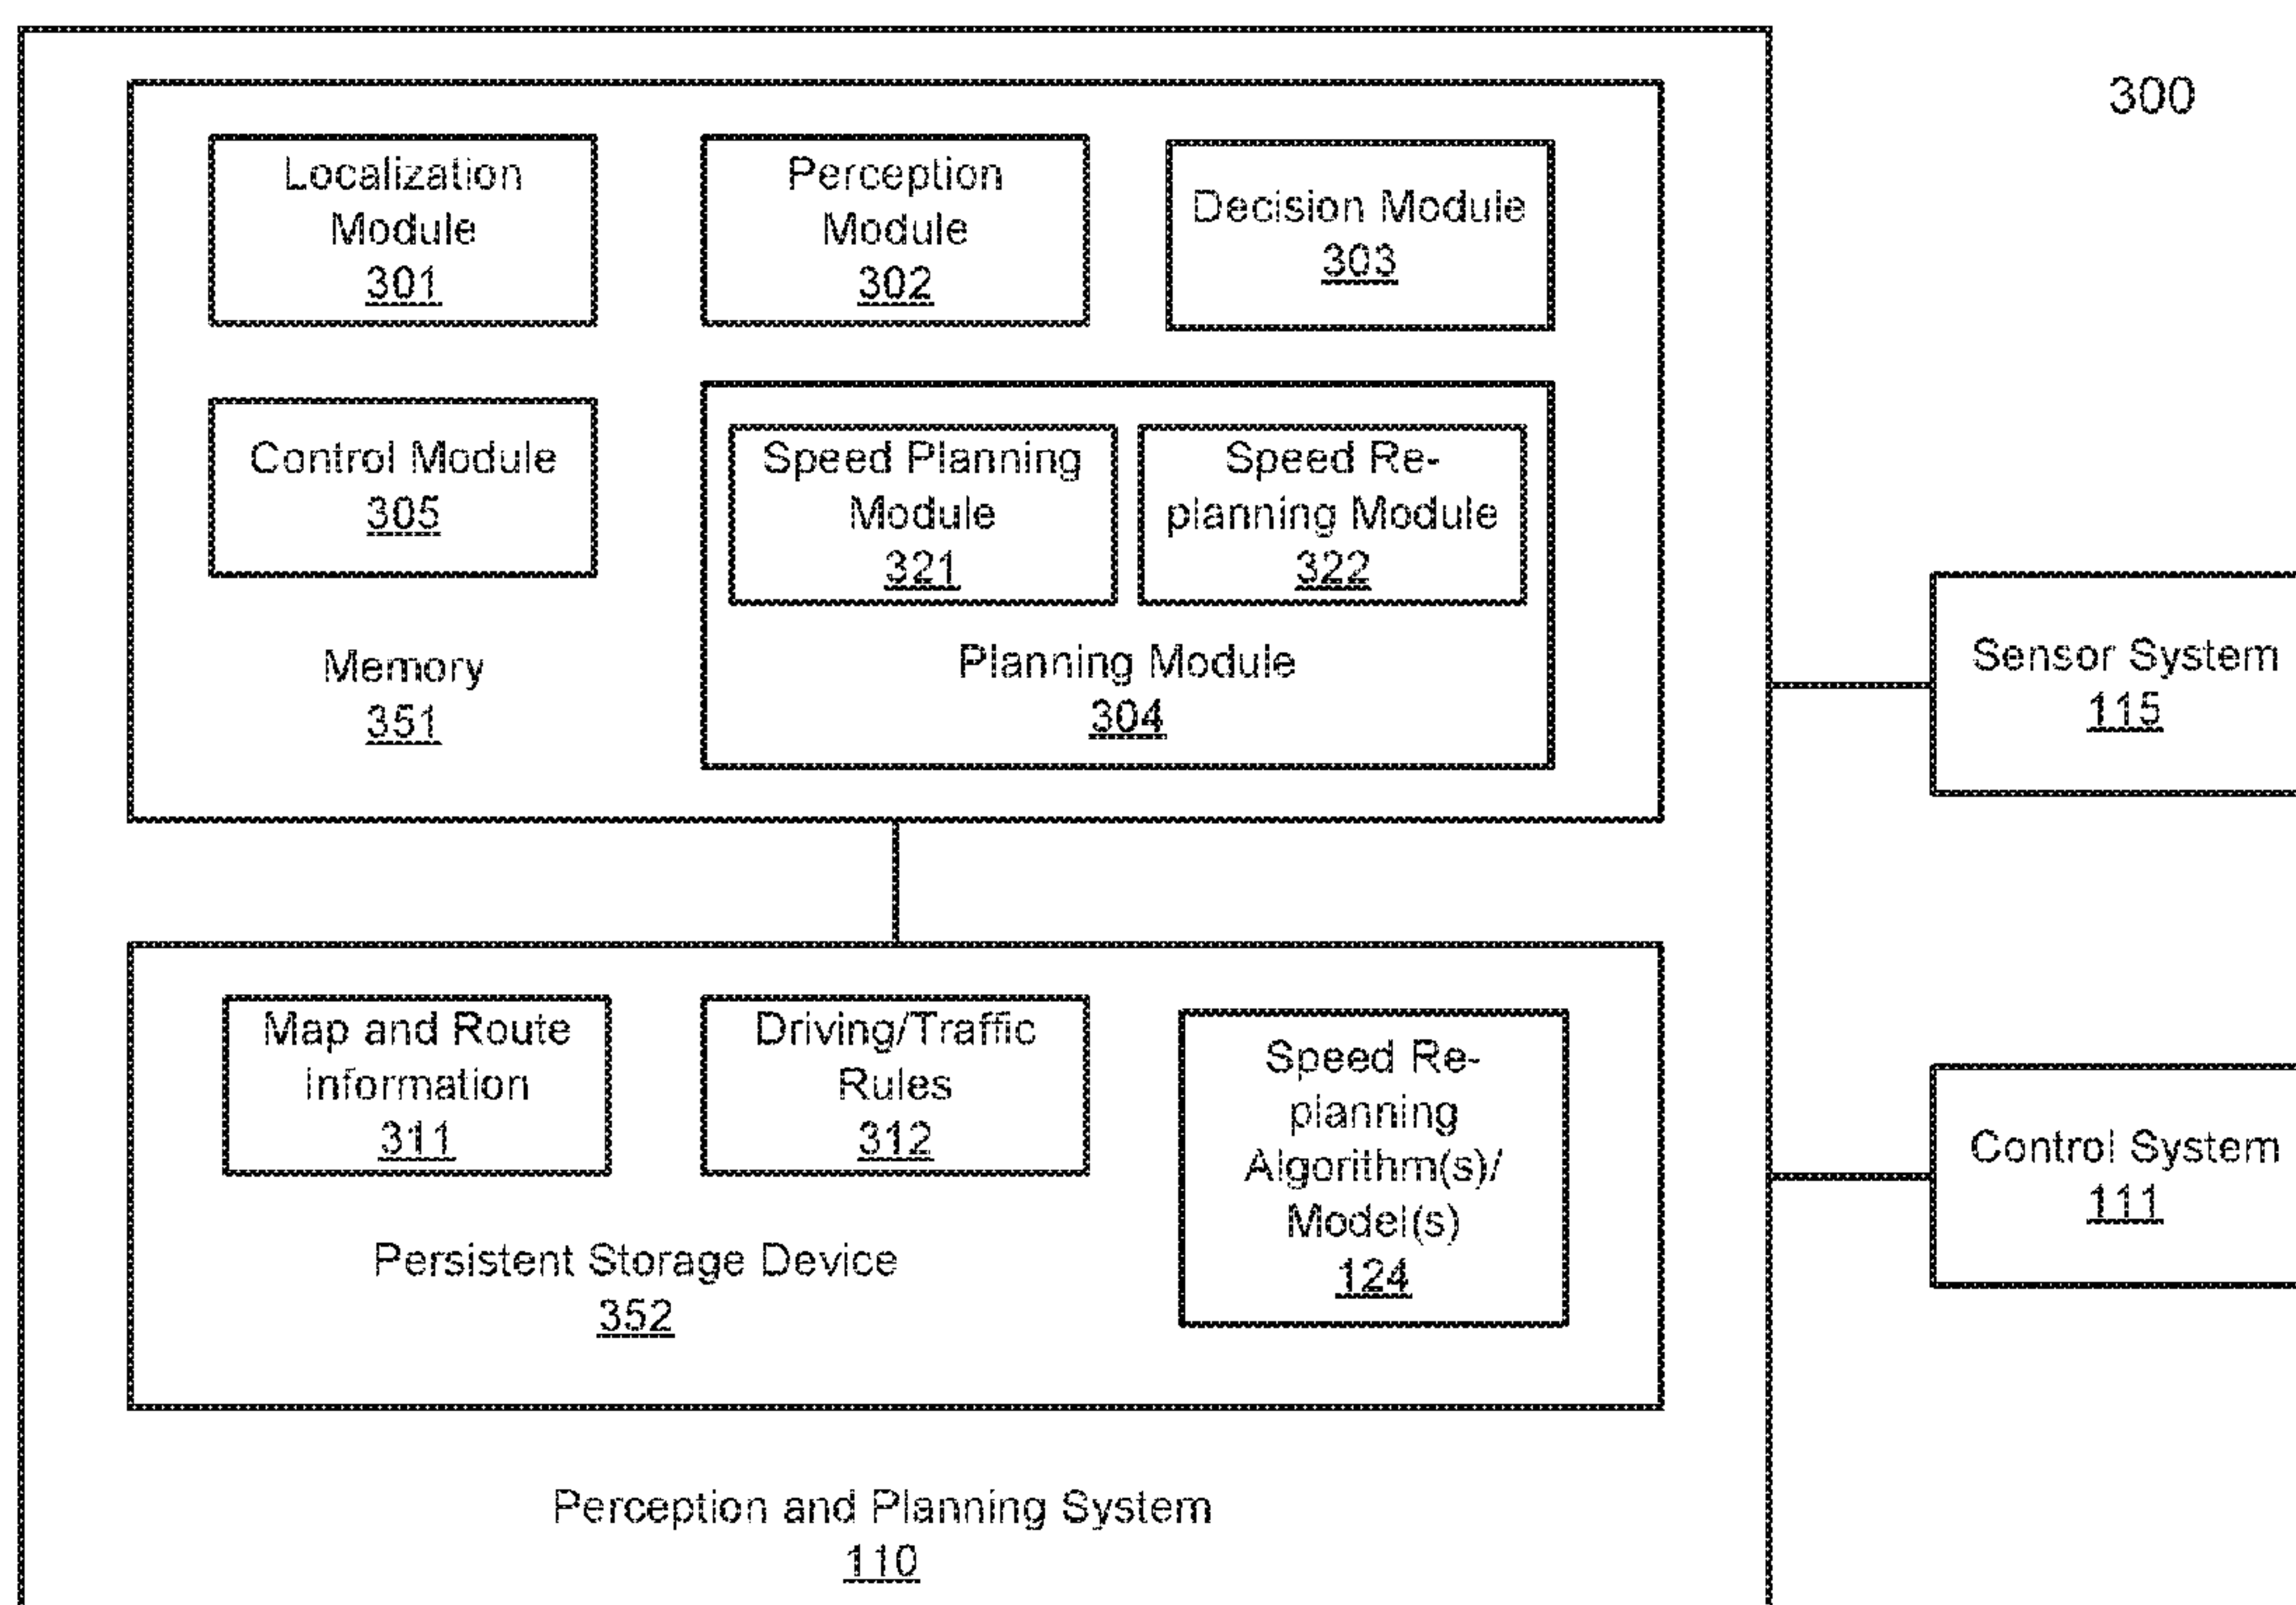 300
Localization
Module
301
Perception
Module
302
Decision Module
303
Control Module
305
Speed Planning
Module
321
Speed Re-
planning Module
322
Planning Module
304
Memory
351
Sensor System
115
Map and Route
Information
311
Driving/Traffic
Rules
312
Speed Re-
planning
Algorithm(s)/
Model(s)
124
Persistent Storage Device
352
Control System
111
Perception and Planning System
110